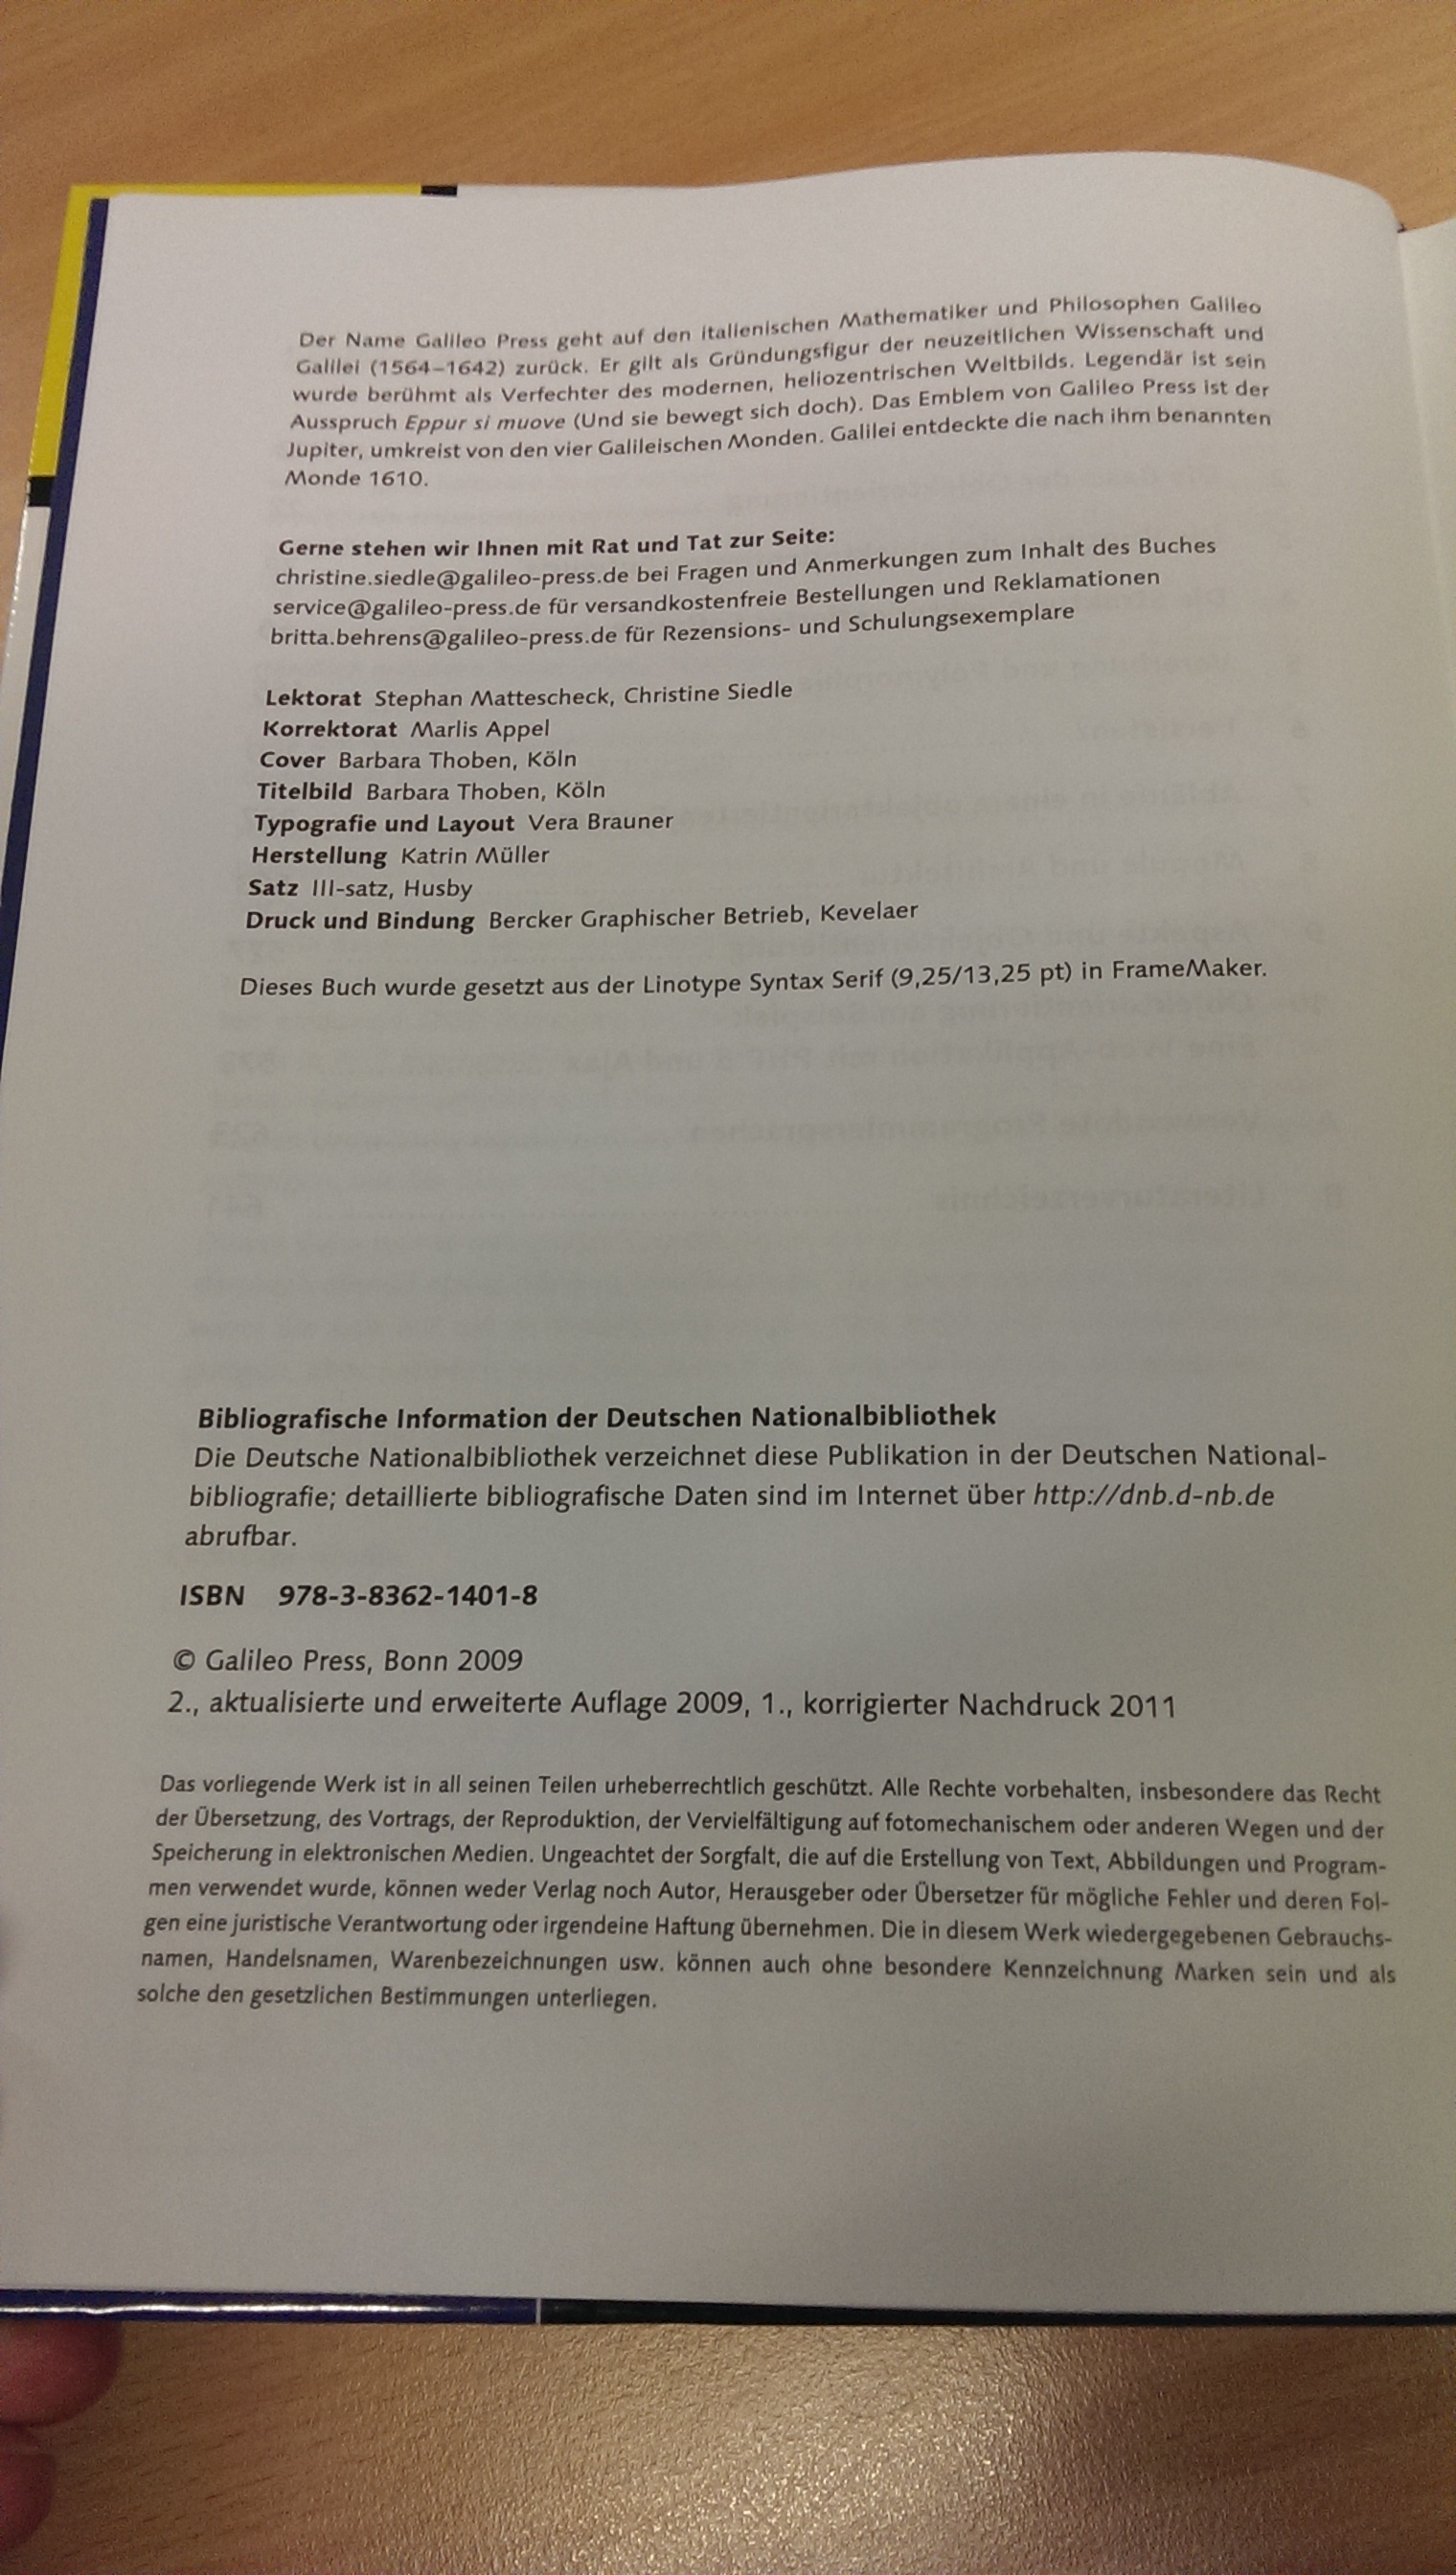 Der Name Galileo Press geht auf den italienischen Mathematiker und Philosophen Galileo
Galilei (1564–1642) zurück. Er gilt als Gründungsfigur der neuzeitlichen Wissenschaft und
wurde berühmt als Verfechter des modernen, heliozentrischen Weltbilds. Legendär ist sein
Ausspruch Eppur si muove (Und sie bewegt sich doch). Das Emblem von Galileo Press ist der
Jupiter, umkreist von den vier Galileischen Monden. Galilei entdeckte die nach ihm benannten
Monde 1610.
Gerne stehen wir Ihnen mit Rat und Tat zur Seite:
christine.siedle@galileo-press.de bei Fragen und Anmerkungen zum Inhalt des Buches
service@galileo-press.de für versandkostenfreie Bestellungen und Reklamationen
britta.behrens@galileo-press.de für Rezensions- und Schulungsexemplare
Lektorat Stephan Mattescheck, Christine Siedle
Korrektorat Marlis Appel
Cover Barbara Thoben, Köln
Titelbild Barbara Thoben, Köln
Typografie und Layout Vera Brauner
Herstellung Katrin Müller
Satz III-satz, Husby
Druck und Bindung Bercker Graphischer Betrieb, Kevelaer
Dieses Buch wurde gesetzt aus der Linotype Syntax Serif (9,25/13,25 pt) in FrameMaker.
Bibliografische Information der Deutschen Nationalbibliothek
Die Deutsche Nationalbibliothek verzeichnet diese Publikation in der Deutschen National-
bibliografie; detaillierte bibliografische Daten sind im Internet über http://dnb.d-nb.de
abrufbar.
ISBN 978-3-8362-1401-8
© Galileo Press, Bonn 2009
2., aktualisierte und erweiterte Auflage 2009, 1., korrigierter Nachdruck 2011
Das vorliegende Werk ist in all seinen Teilen urheberrechtlich geschützt. Alle Rechte vorbehalten, insbesondere das Recht
der Übersetzung, des Vortrags, der Reproduktion, der Vervielfältigung auf fotomechanischem oder anderen Wegen und der
Speicherung in elektronischen Medien. Ungeachtet der Sorgfalt, die auf die Erstellung von Text, Abbildungen und Program-
men verwendet wurde, können weder Verlag noch Autor, Herausgeber oder Übersetzer für mögliche Fehler und deren Fol-
gen eine juristische Verantwortung oder irgendeine Haftung übernehmen. Die in diesem Werk wiedergegebenen Gebrauchs-
namen, Handelsnamen, Warenbezeichnungen usw. können auch ohne besondere Kennzeichnung Marken sein und als
solche den gesetzlichen Bestimmungen unterliegen.